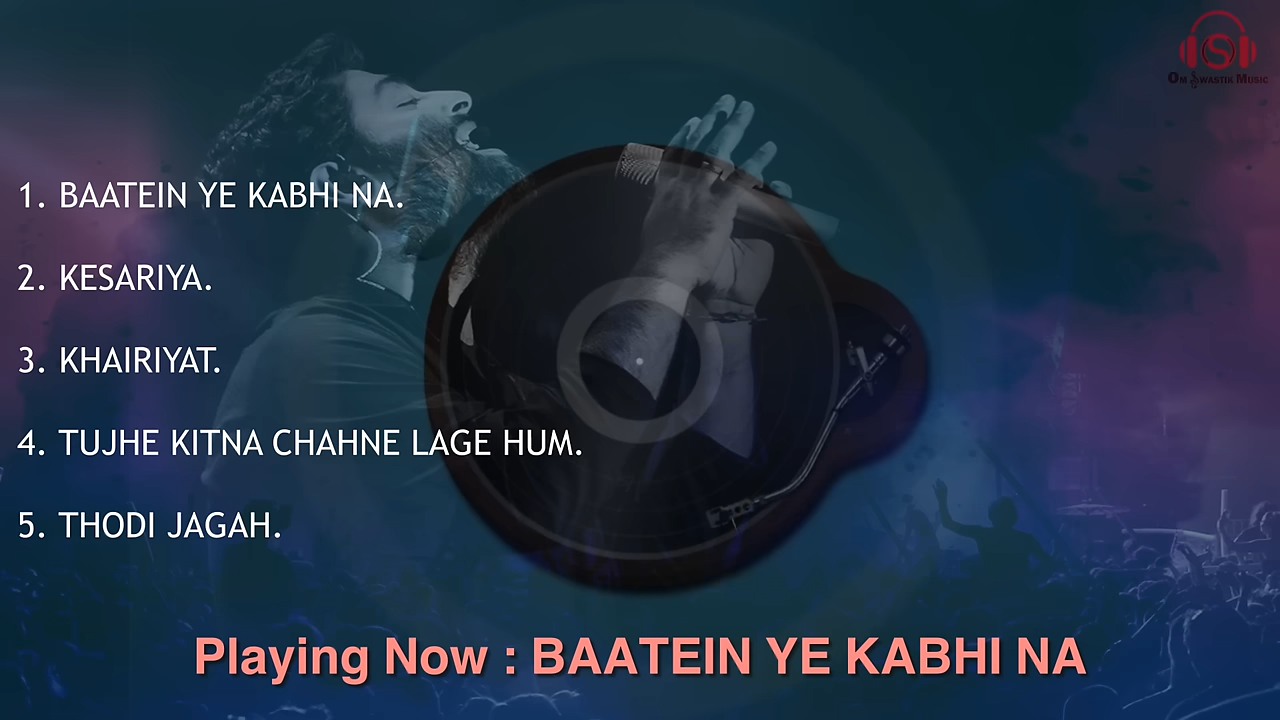 Om Swastik Music
1. BAATEIN YE KABHI NA.
2. KESARIYA.
3. KHAIRIYAT.
4. TUJHE KITNA CHAHNE LAGE HUM.
5. THODI JAGAH.
Playing Now : BAATEIN YE KABHI NA